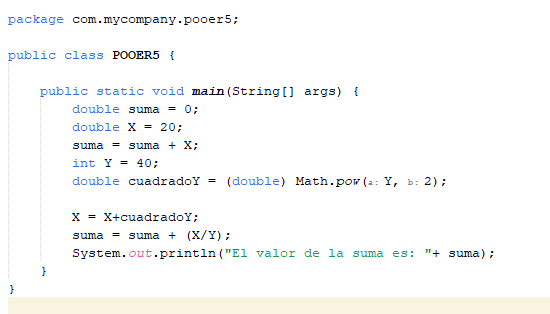 package com.mycompany.pooer5;
public class POOER5 {
public static void main(String[] args) {
double suma = 0;
double X = 20;
suma = suma + X;
int Y = 40;
double cuadradoY = (double) Math.pow(a: Y, b: 2);
X = X+cuadradoY;
suma = suma + (X/Y);
System.out.println("El valor de la suma es: "+ suma);
}
}